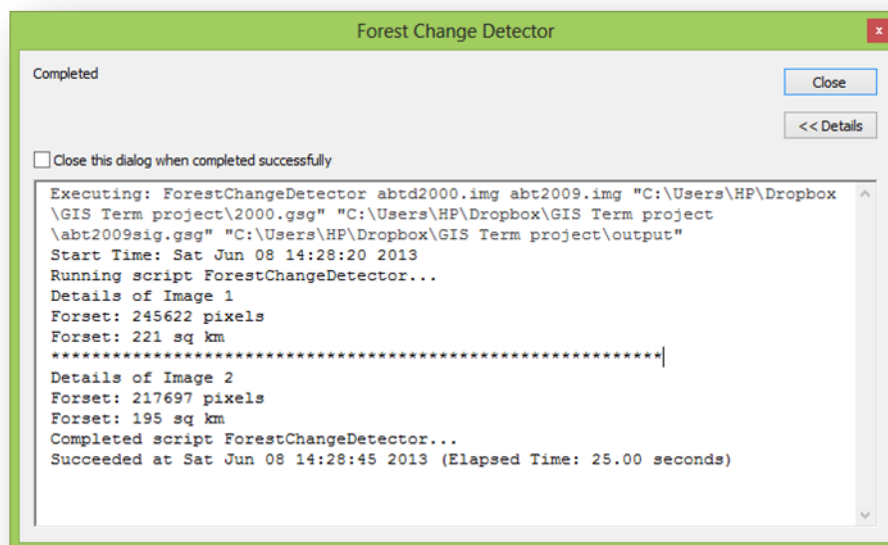 Forest Change Detector
x
Completed
Close
<< Details
Close this dialog when completed successfully
Executing: ForestChangeDetector abtd2000.img abt2009.img "C:\Users\HP\Dropbox
\GIS Term project\2000.gsg" "C:\Users\HP\Dropbox\GIS Term project
\abt2009sig.gsg" "C:\Users\HP\Dropbox\GIS Term project\output"
Start Time: Sat Jun 08 14:28:20 2013
Running script ForestChangeDetector...
Details of Image 1
Forset: 245622 pixels
Forset: 221 sq km
************************************************************
Details of Image 2
Forset: 217697 pixels
Forset: 195 sq km
Completed script ForestChangeDetector...
Succeeded at Sat Jun 08 14:28:45 2013 (Elapsed Time: 25.00 seconds)